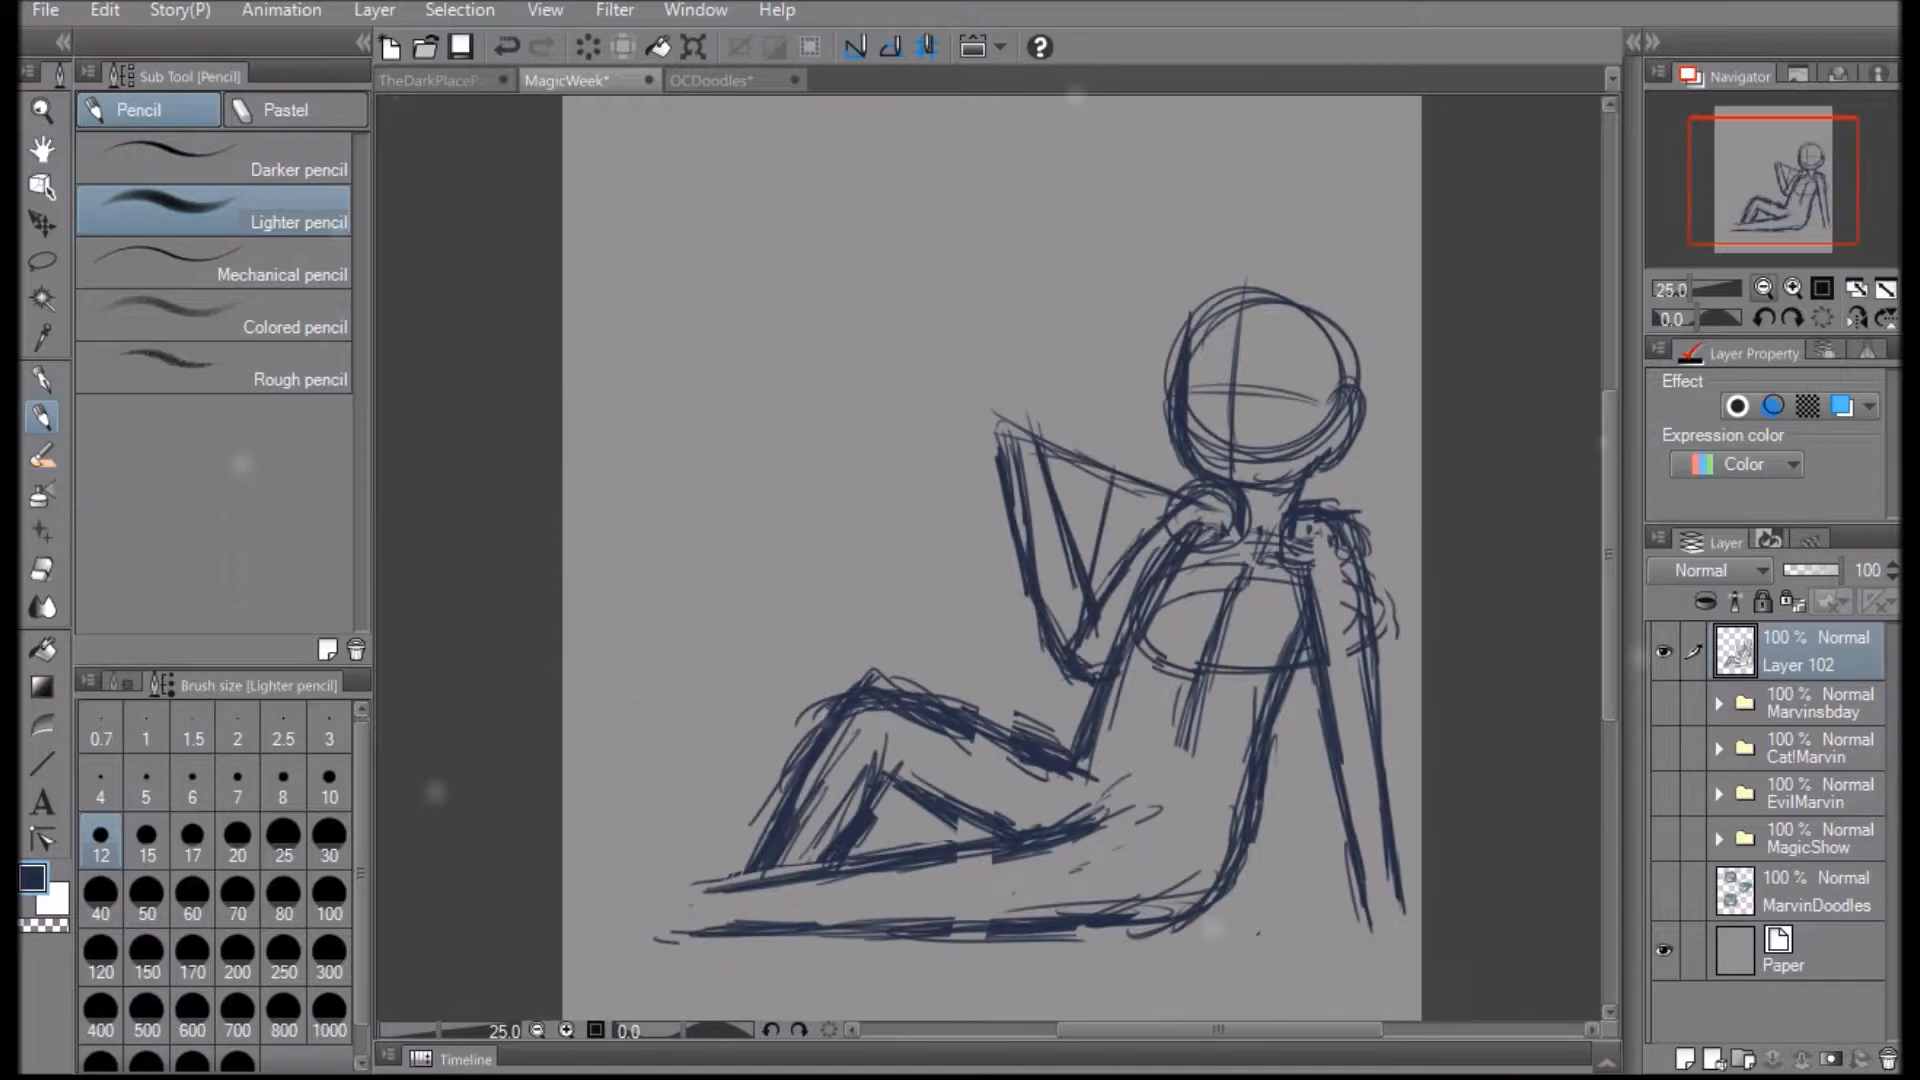 File Edit Story(P) Animation Layer Selection View Filter Window Help
Sub Tool [Pencil]
TheDarkPlaceP MagicWeek* OCDoodles*
Navigator
Pencil Pastel
Darker pencil
Lighter pencil
Mechanical pencil
Colored pencil
Rough pencil
25.0
0.0
Layer Property
Effect
Expression color
Color
Layer
Normal 100
100 % Normal
Layer 102
100 % Normal
Marvinsbday
100 % Normal
Cat!Marvin
100 % Normal
EvilMarvin
100 % Normal
MagicShow
100 % Normal
MarvinDoodles
Paper
Brush size [Lighter pencil]
0.7 1 1.5 2 2.5 3
4 5 6 7 8 10
12 15 17 20 25 30
40 50 60 70 80 100
120 150 170 200 250 300
400 500 600 700 800 1000
25.0 0.0
Timeline